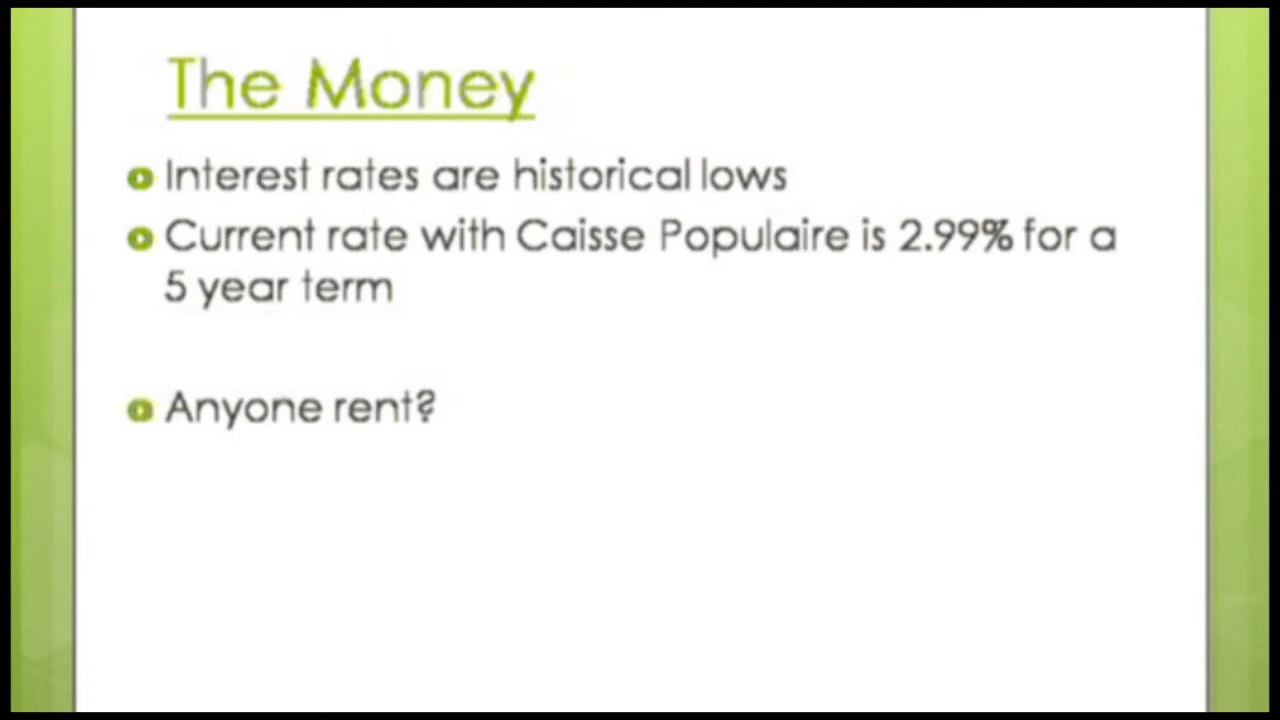 The Money
Interest rates are historical lows
Current rate with Caisse Populaire is 2.99% for a
5 year term
Anyone rent?